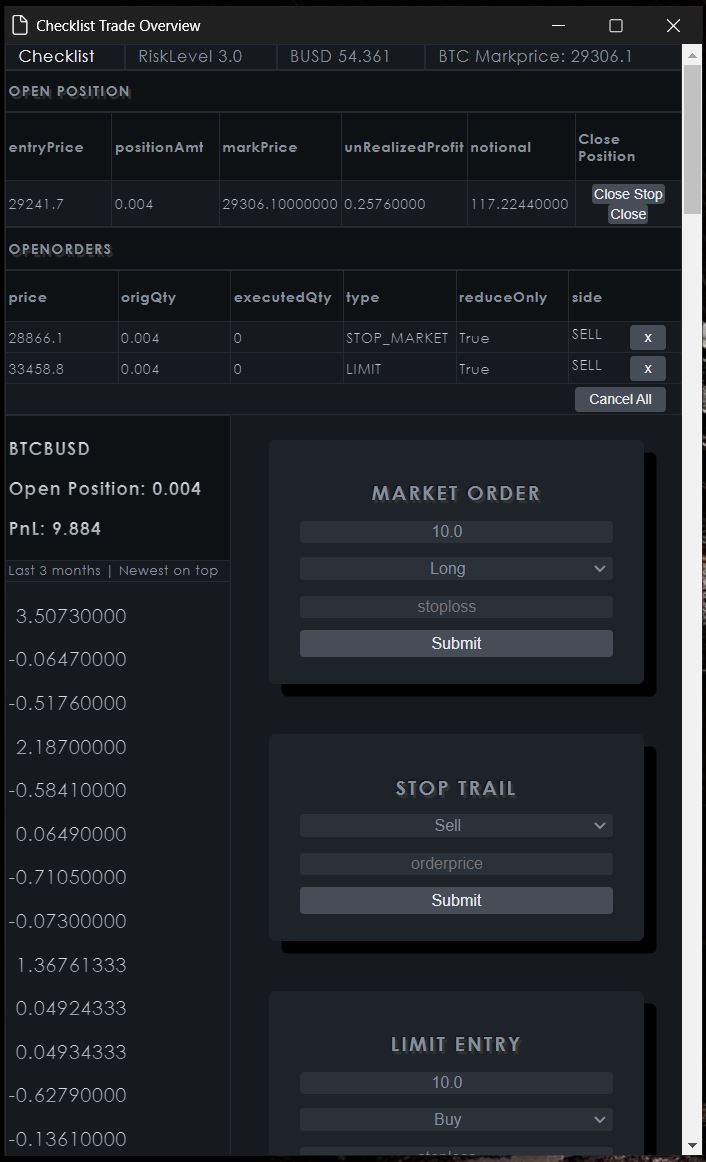 Checklist Trade Overview
Checklist RiskLevel 3.0 BUSD 54.361 BTC Markprice: 29306.1
OPEN POSITION
entryPrice positionAmt markPrice unRealizedProfit notional Close Position
29241.7 0.004 29306.10000000 0.25760000 117.22440000 Close Stop
Close
OPENORDERS
price origQty executedQty type reduceOnly side
28866.1 0.004 0 STOP_MARKET True SELL x
33458.8 0.004 0 LIMIT True SELL x
Cancel All
BTCBUSD
Open Position: 0.004
PnL: 9.884
Last 3 months | Newest on top
3.50730000
-0.06470000
-0.51760000
2.18700000
-0.58410000
0.06490000
-0.71050000
-0.07300000
1.36761333
0.04924333
0.04934333
-0.62790000
-0.13610000
MARKET ORDER
10.0
Long
stoploss
Submit
STOP TRAIL
Sell
orderprice
Submit
LIMIT ENTRY
10.0
Buy